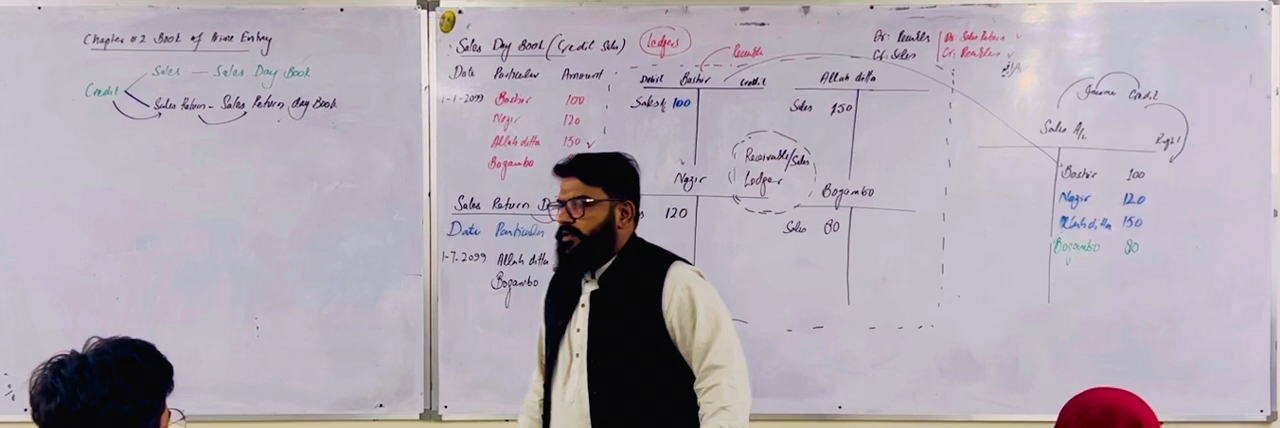 Chapter # 2 Book of Prime Entry
Credit
Sales — Sales Day Book
Sales Return - Sales Return day Book
Sales Day Book (Credit Sales)
Date Particular Amount
1-1-2099 Bashir 100
Nazir 120
Allah ditta 150
Bogambo
Sales Return
Date Particular
1-7-2099 Allah ditta
Bogambo
Ledgers
Debit Bashir Credit
Sales 100
Allah ditta
Sales 150
Nazir
120
Receivable/Sales
Ledger
Bogambo
Sales 80
Dr: Receivables
Cr: Sales
Dr: Sales Return
Cr: Receivables
Income Credit
Sales A/c
Right
Bashir 100
Nazir 120
Allah ditta 150
Bogambo 80